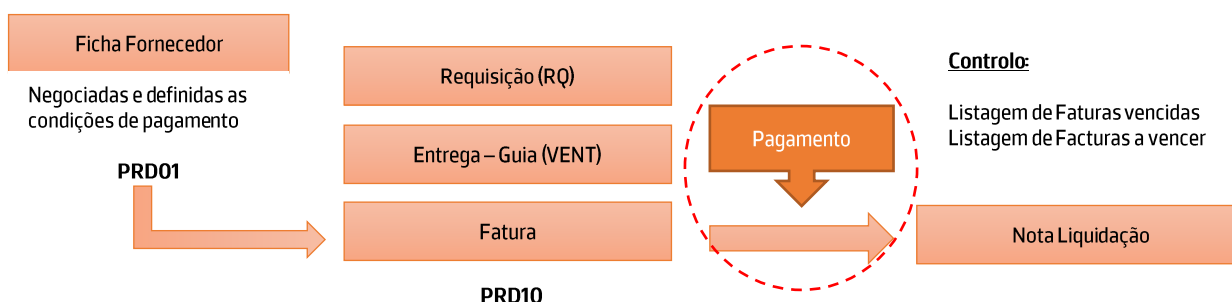 Ficha Fornecedor
Negociadas e definidas as
condições de pagamento
PRD01
Requisição (RQ)
Entrega – Guia (VENT)
Fatura
PRD10
Pagamento
Controlo:
Listagem de Faturas vencidas
Listagem de Facturas a vencer
Nota Liquidação